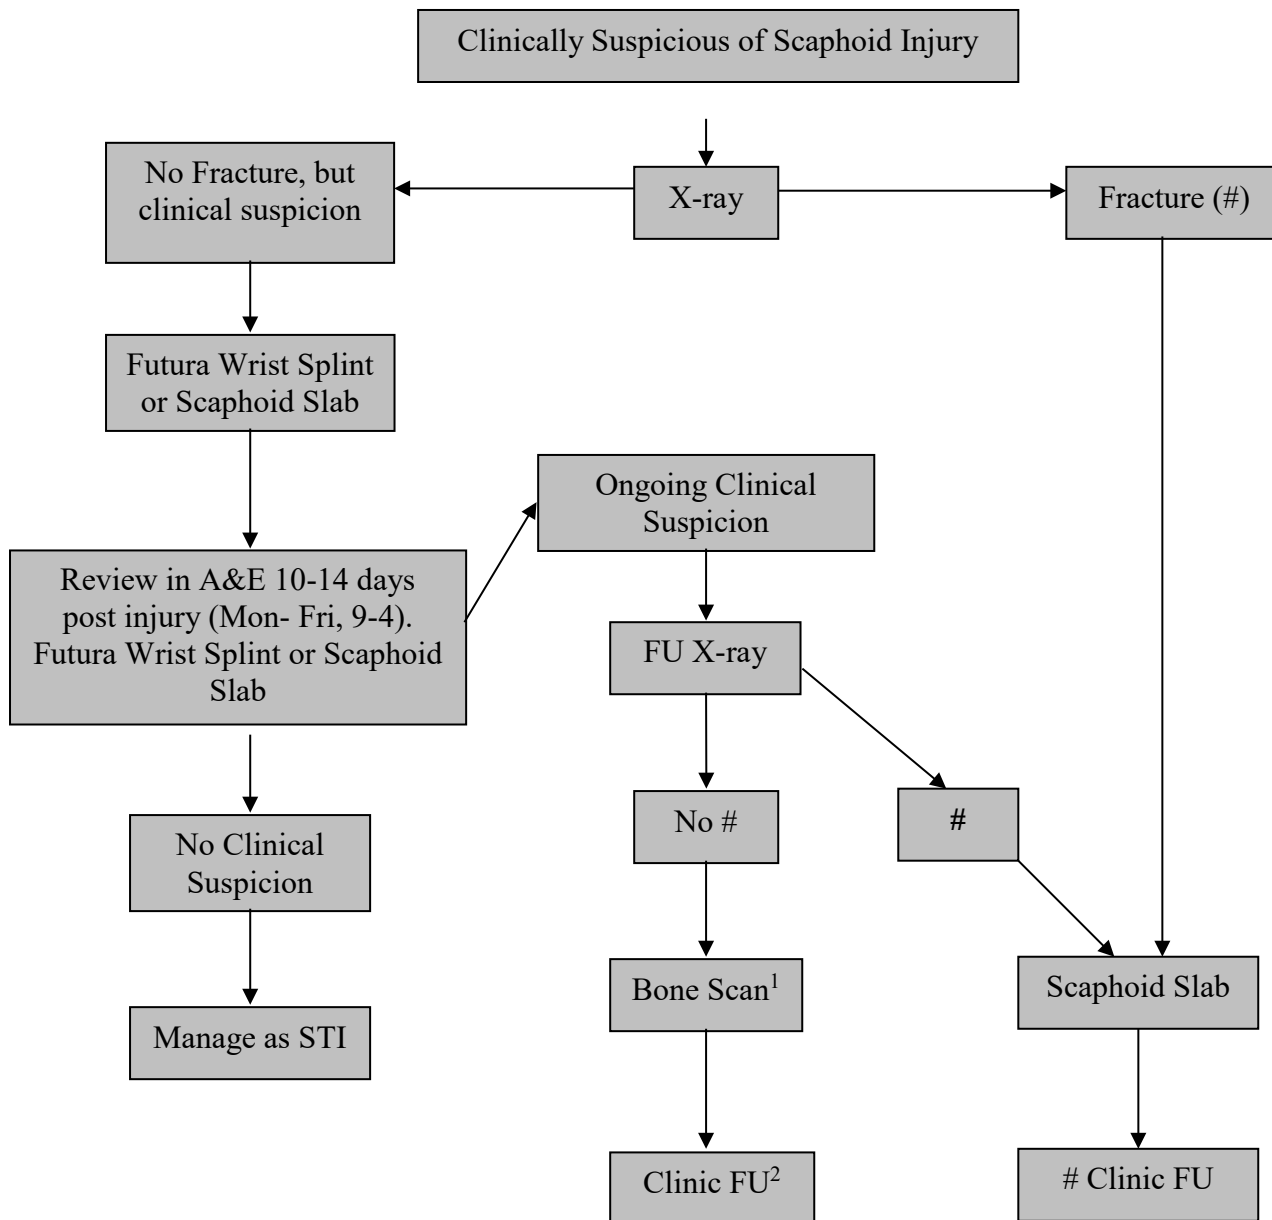 Clinically Suspicious of Scaphoid Injury
No Fracture, but
clinical suspicion
X-ray
Fracture (#)
Futura Wrist Splint
or Scaphoid Slab
Ongoing Clinical
Suspicion
Review in A&E 10-14 days
post injury (Mon- Fri, 9-4).
Futura Wrist Splint or Scaphoid
Slab
FU X-ray
No #
#
No Clinical
Suspicion
Bone Scan¹
Scaphoid Slab
Manage as STI
Clinic FU²
# Clinic FU